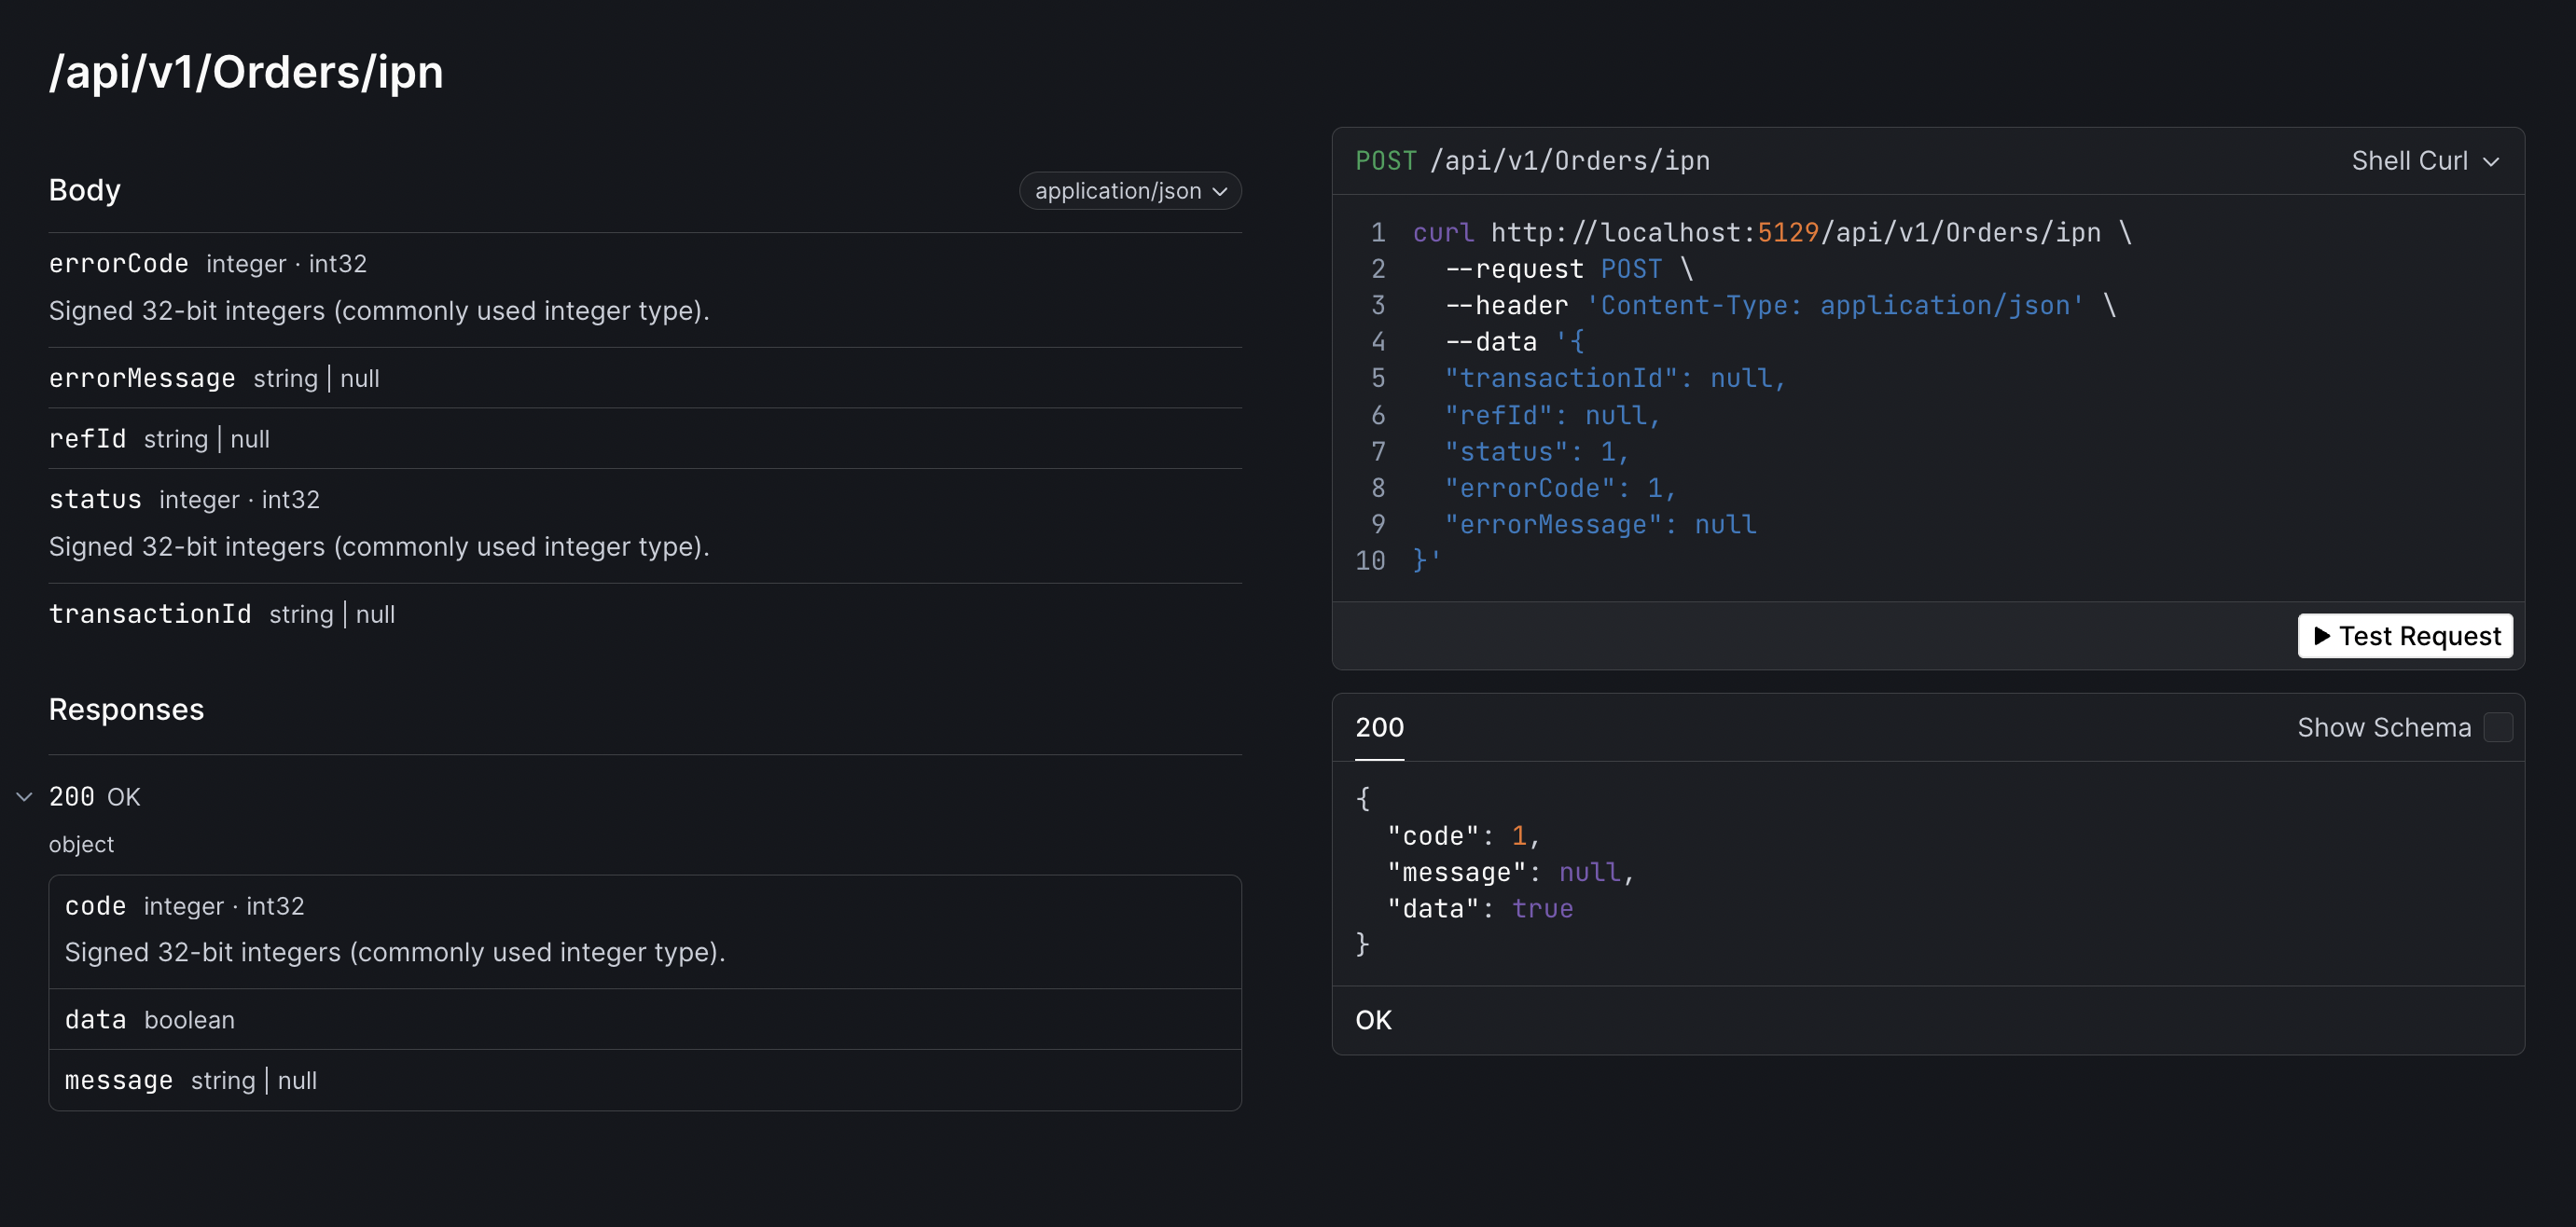 /api/v1/Orders/ipn
Body
application/json
errorCode integer · int32
Signed 32-bit integers (commonly used integer type).
errorMessage string | null
refId string | null
status integer · int32
Signed 32-bit integers (commonly used integer type).
transactionId string | null
Responses
200 OK
object
code integer · int32
Signed 32-bit integers (commonly used integer type).
data boolean
message string | null
POST /api/v1/Orders/ipn
Shell Curl
1 curl http://localhost:5129/api/v1/Orders/ipn \
2 --request POST \
3 --header 'Content-Type: application/json' \
4 --data '{
5 "transactionId": null,
6 "refId": null,
7 "status": 1,
8 "errorCode": 1,
9 "errorMessage": null
10 }'
Test Request
200
Show Schema
{
"code": 1,
"message": null,
"data": true
}
OK